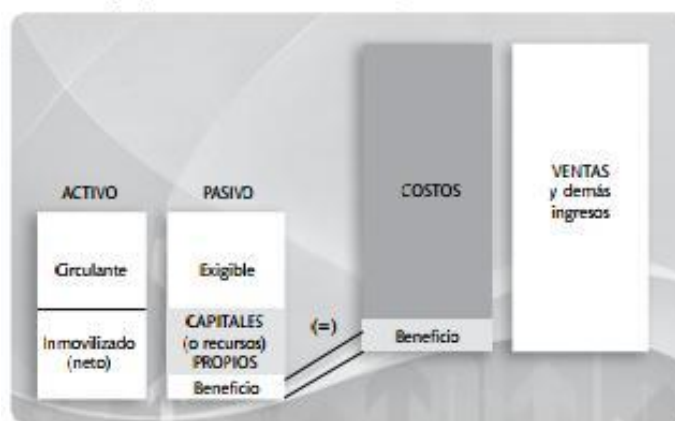 ACTIVO
Circulante
Inmovilizado
(neto)
PASIVO
Exigible
CAPITALES
(o recursos)
PROPIOS
Beneficio
(=)
COSTOS
Beneficio
VENTAS
y demás
ingresos